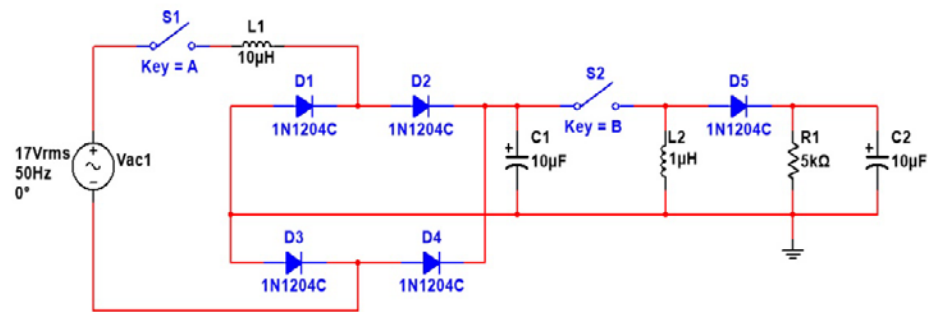 S1
Key = A
L1
10µH
D1
1N1204C
D2
1N1204C
S2
Key = B
D5
1N1204C
17Vrms
50Hz
0°
Vac1
C1
10µF
L2
1µH
R1
5kΩ
C2
10µF
D3
1N1204C
D4
1N1204C